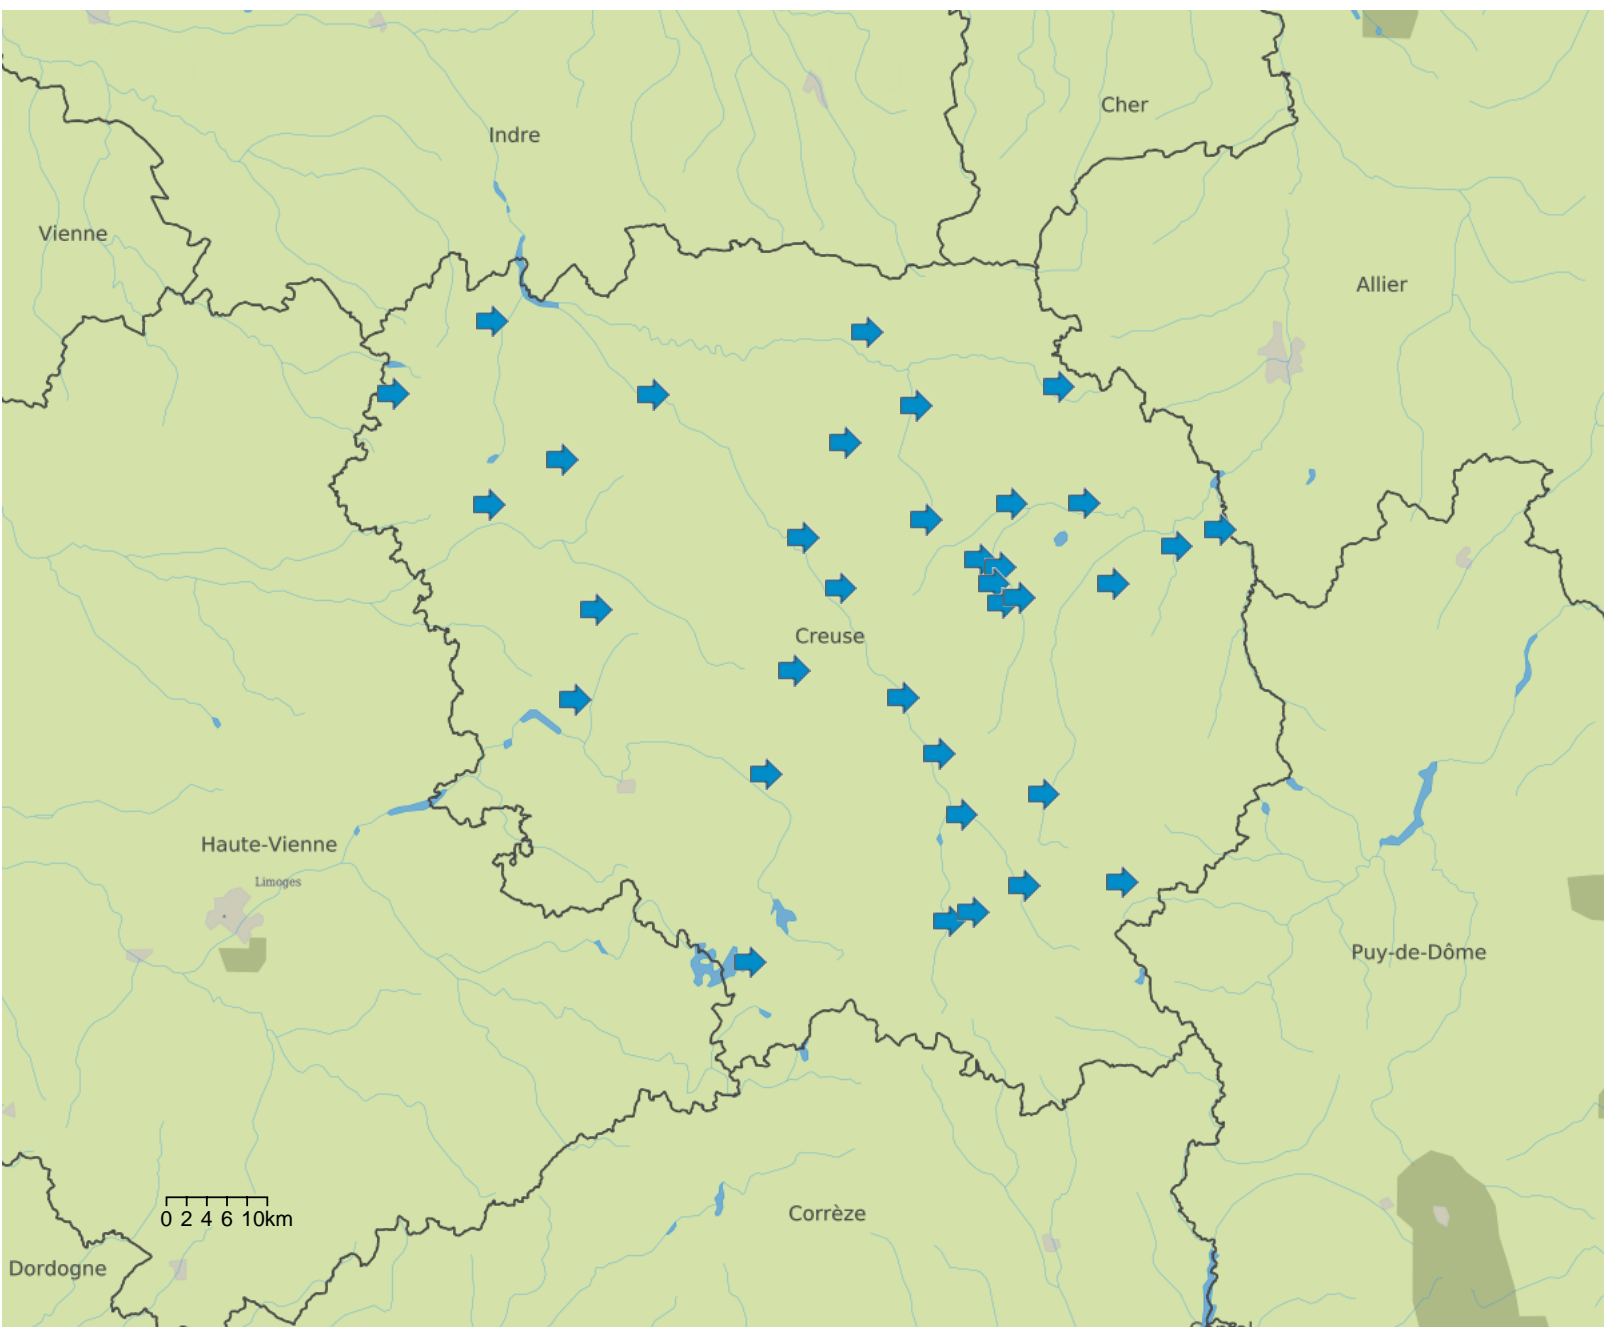 Cher
Indre
Vienne
Allier
Creuse
Haute-Vienne
Limoges
Puy-de-Dôme
0 2 4 6 10km
Corrèze
Dordogne